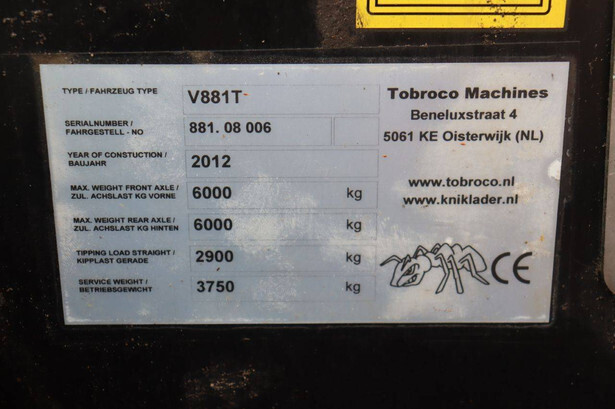 TYPE / FAHRZEUG TYPE V881T
SERIALNUMBER /
FAHRGESTELL - NO 881. 08 006
YEAR OF CONSTUCTION /
BAUJAHR 2012
MAX. WEIGHT FRONT AXLE /
ZUL. ACHSLAST KG VORNE 6000 kg
MAX. WEIGHT REAR AXLE /
ZUL. ACHSLAST KG HINTEN 6000 kg
TIPPING LOAD STRAIGHT /
KIPPLAST GERADE 2900 kg
SERVICE WEIGHT /
BETRIEBSGEWICHT 3750 kg
Tobroco Machines
Beneluxstraat 4
5061 KE Oisterwijk (NL)
www.tobroco.nl
www.kniklader.nl
CE